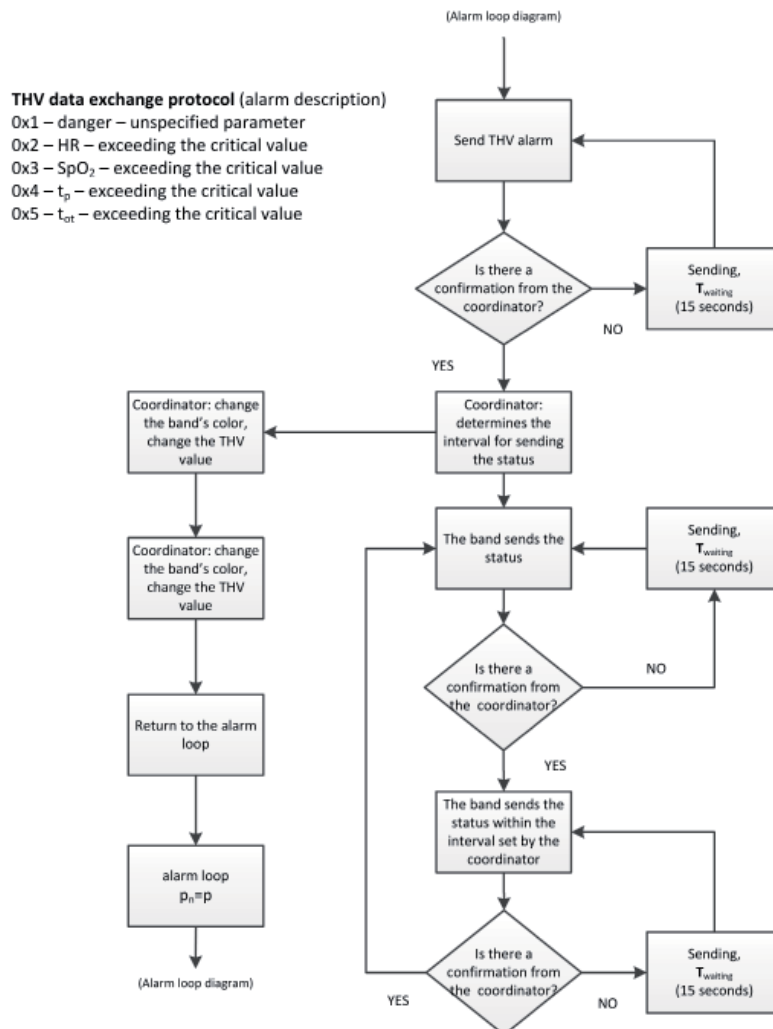 (Alarm loop diagram)
THV data exchange protocol (alarm description)
0x1 – danger – unspecified parameter
0x2 – HR – exceeding the critical value
0x3 – SpO₂ – exceeding the critical value
0x4 – tₚ – exceeding the critical value
0x5 – t_ot – exceeding the critical value
Send THV alarm
Is there a
confirmation from the
coordinator?
NO
Sending,
T_waiting
(15 seconds)
YES
Coordinator: change
the band's color,
change the THV
value
Coordinator:
determines the
interval for sending
the status
Coordinator: change
the band's color,
change the THV
value
The band sends the
status
Sending,
T_waiting
(15 seconds)
Is there a
confirmation from
the coordinator?
NO
YES
Return to the alarm
loop
The band sends the
status within the
interval set by the
coordinator
alarm loop
pₙ=p
(Alarm loop diagram)
Is there a
confirmation from
the coordinator?
YES
NO
Sending,
T_waiting
(15 seconds)